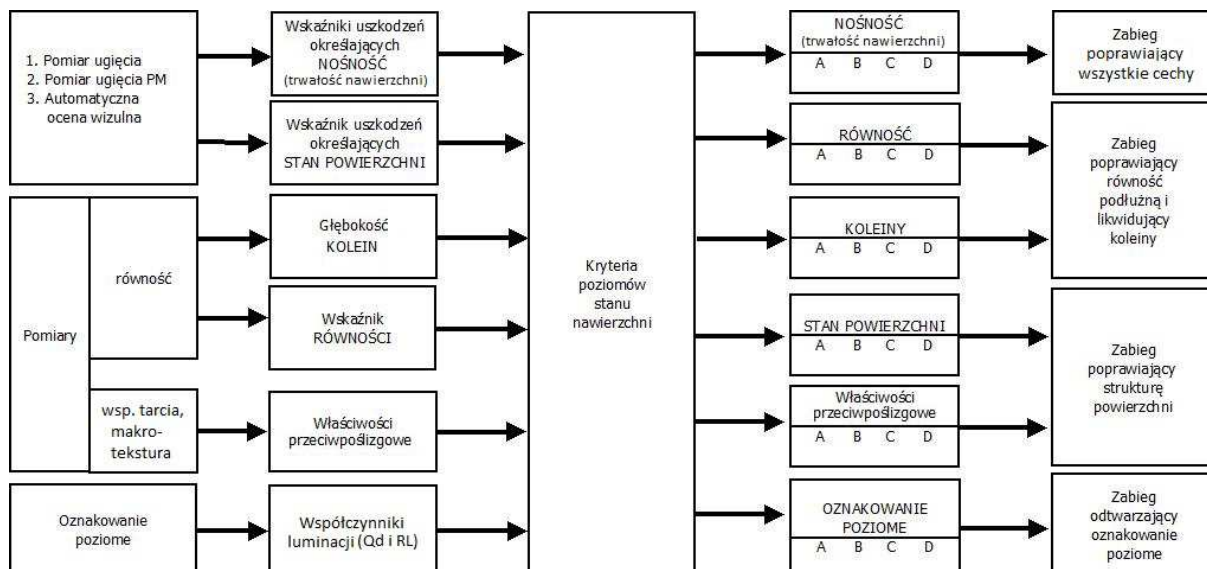 1. Pomiar ugięcia
2. Pomiar ugięcia PM
3. Automatyczna
ocena wizulna
Pomiary
równość
wsp. tarcia,
makro-
tekstura
Oznakowanie
poziome
Wskaźniki uszkodzeń
określających
NOŚNOŚĆ
(trwałość nawierzchni)
Wskaźnik uszkodzeń
określających
STAN POWIERZCHNI
Głębokość
KOLEIN
Wskaźnik
RÓWNOŚCI
Właściwości
przeciwpoślizgowe
Współczynniki
luminacji (Qd i RL)
Kryteria
poziomów
stanu
nawierzchni
NOŚNOŚĆ
(trwałość nawierzchni)
A B C D
RÓWNOŚĆ
A B C D
KOLEINY
A B C D
STAN POWIERZCHNI
A B C D
Właściwości
przeciwpoślizgowe
A B C D
OZNAKOWANIE
POZIOME
A B C D
Zabieg
poprawiający
wszystkie cechy
Zabieg
poprawiający
równość
podłużną i
likwidujący
koleiny
Zabieg
poprawiający
strukturę
powierzchni
Zabieg
odtwarzający
oznakowanie
poziome